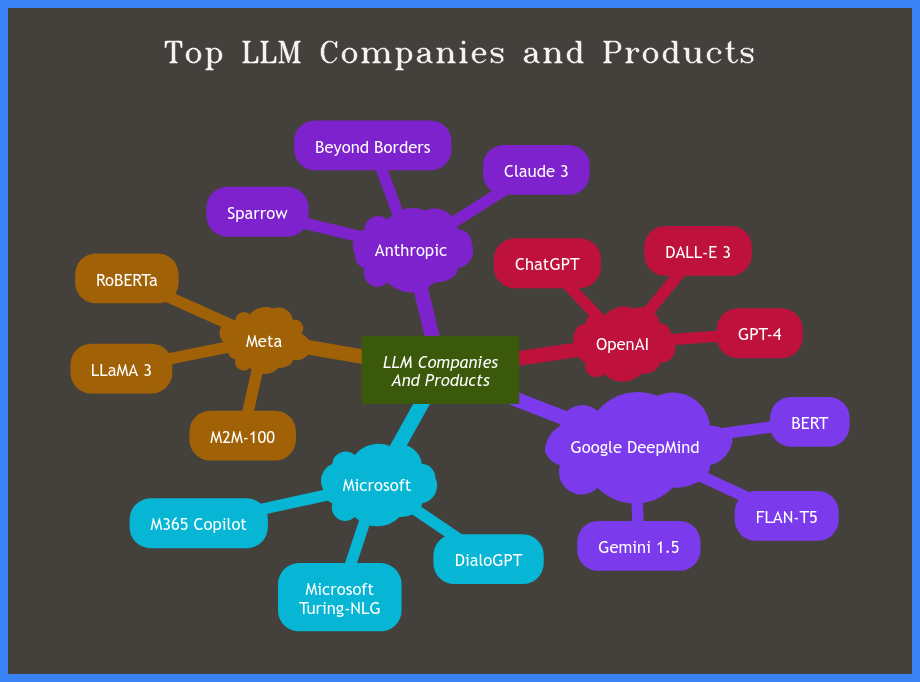 Top LLM Companies and Products
Beyond Borders
Claude 3
Sparrow
Anthropic
ChatGPT
DALL-E 3
GPT-4
OpenAI
RoBERTa
Meta
LLaMA 3
M2M-100
LLM Companies
And Products
Google DeepMind
BERT
FLAN-T5
Gemini 1.5
Microsoft
M365 Copilot
DialoGPT
Microsoft
Turing-NLG